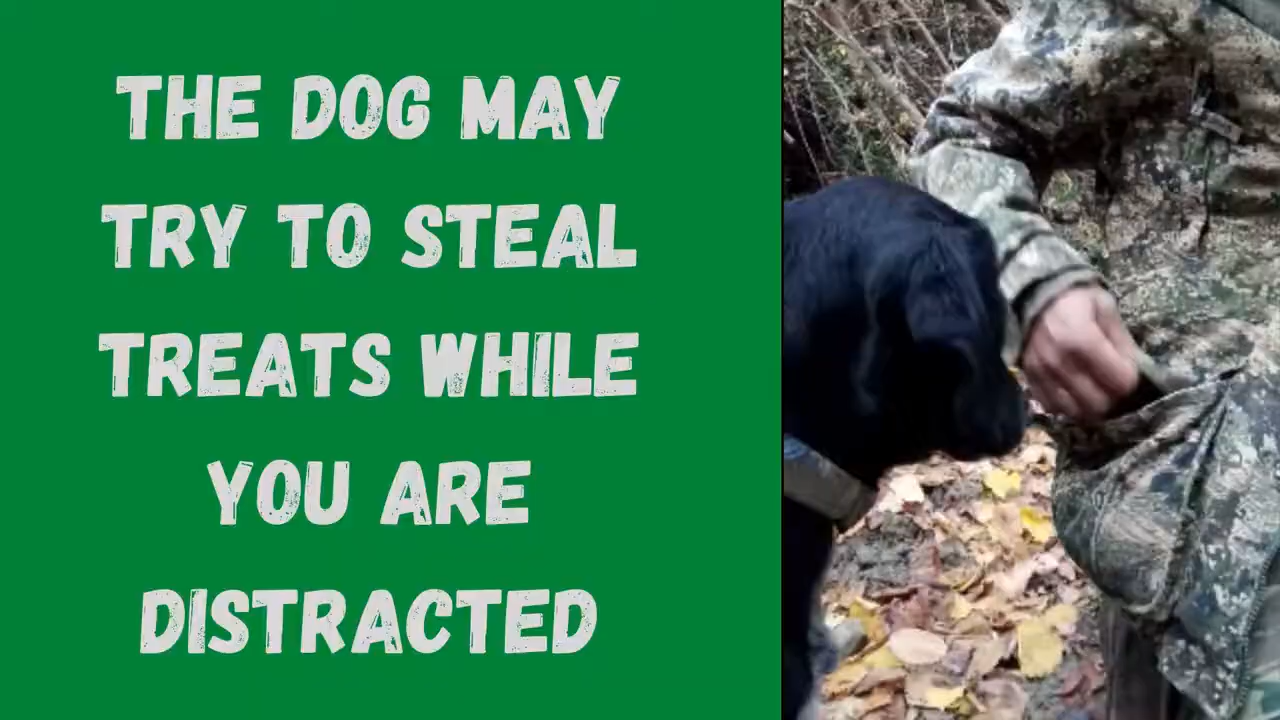 THE DOG MAY
TRY TO STEAL
TREATS WHILE
YOU ARE
DISTRACTED